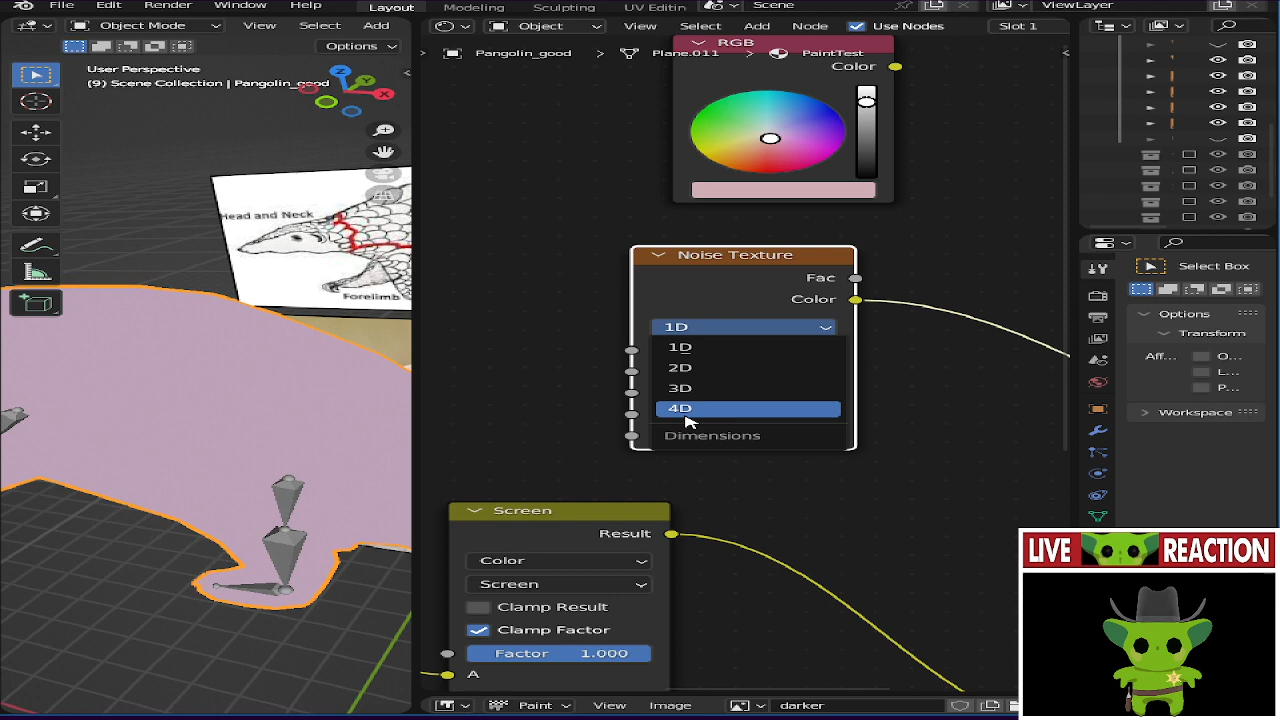 File Edit Render Window Help Layout Modeling Sculpting UV Editin Scene ViewLayer
Object Mode View Select Add
Object View Select Add Node Use Nodes Slot 1
Options
User Perspective
(9) Scene Collection | Pangolin_good
Pangolin_good > Plane.011 > PaintTest
RGB
Color
Head and Neck
Forelimb
Noise Texture
Fac
Color
1D
1D
2D
3D
4D
Dimensions
Screen
Result
Color
Screen
Clamp Result
Clamp Factor
Factor 1.000
A
Paint View Image darker
Select Box
Options
Transform
Aff... O...
L...
P...
Workspace
LIVE REACTION